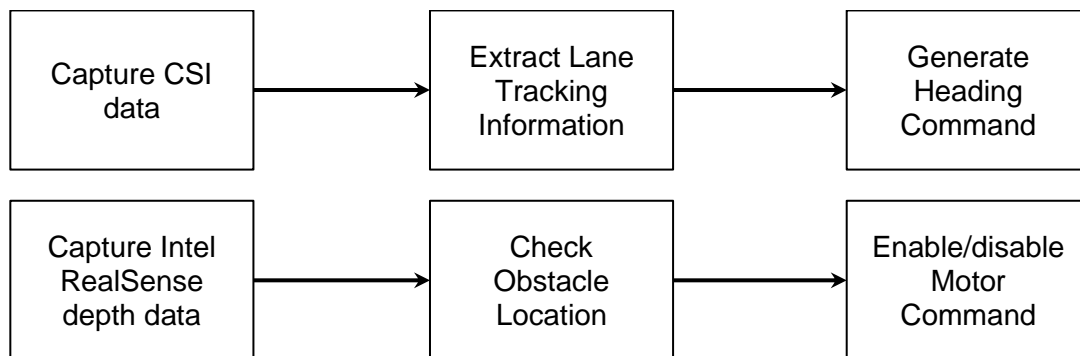 Capture CSI
data
Extract Lane
Tracking
Information
Generate
Heading
Command
Capture Intel
RealSense
depth data
Check
Obstacle
Location
Enable/disable
Motor
Command